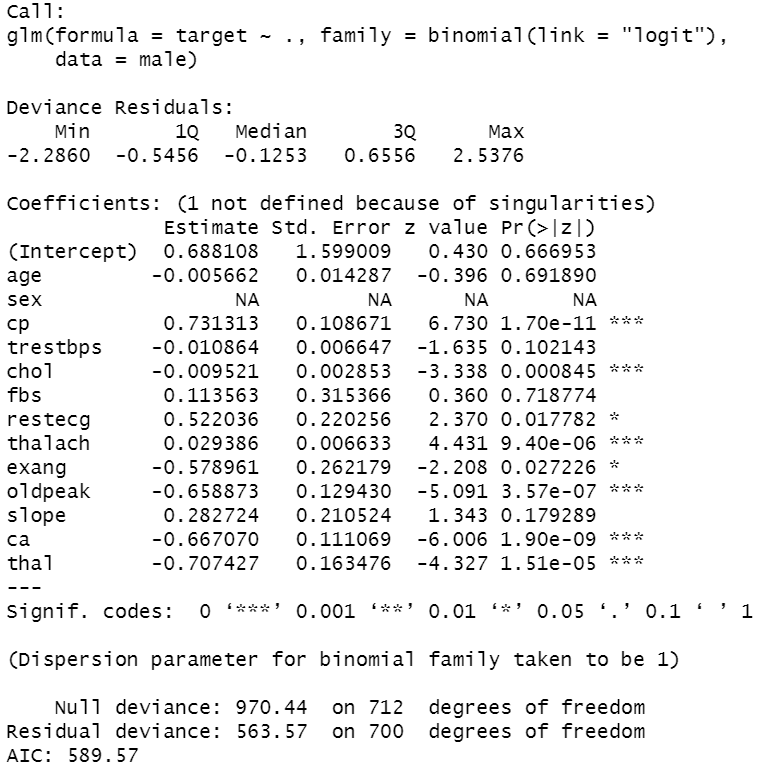 Call:
glm(formula = target ~ ., family = binomial(link = "logit"),
    data = male)

Deviance Residuals:
    Min       1Q   Median       3Q      Max
-2.2860  -0.5456  -0.1253   0.6556   2.5376

Coefficients: (1 not defined because of singularities)
             Estimate Std. Error z value Pr(>|z|)
(Intercept)  0.688108   1.599009   0.430 0.666953
age         -0.005662   0.014287  -0.396 0.691890
sex                NA         NA      NA       NA
cp           0.731313   0.108671   6.730 1.70e-11 ***
trestbps    -0.010864   0.006647  -1.635 0.102143
chol        -0.009521   0.002853  -3.338 0.000845 ***
fbs          0.113563   0.315366   0.360 0.718774
restecg      0.522036   0.220256   2.370 0.017782 *
thalach      0.029386   0.006633   4.431 9.40e-06 ***
exang       -0.578961   0.262179  -2.208 0.027226 *
oldpeak     -0.658873   0.129430  -5.091 3.57e-07 ***
slope        0.282724   0.210524   1.343 0.179289
ca          -0.667070   0.111069  -6.006 1.90e-09 ***
thal        -0.707427   0.163476  -4.327 1.51e-05 ***
---
Signif. codes:  0 ‘***’ 0.001 ‘**’ 0.01 ‘*’ 0.05 ‘.’ 0.1 ‘ ’ 1

(Dispersion parameter for binomial family taken to be 1)

    Null deviance: 970.44  on 712  degrees of freedom
Residual deviance: 563.57  on 700  degrees of freedom
AIC: 589.57